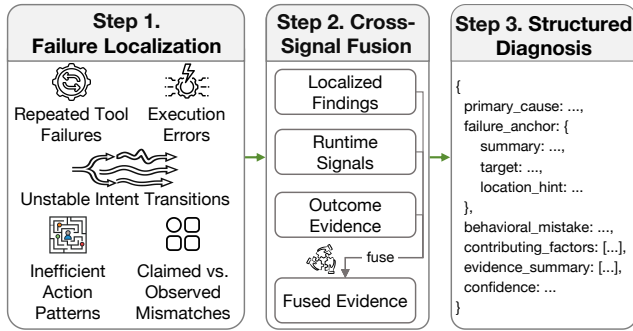 Step 1.
Failure Localization
Repeated Tool
Failures
Execution
Errors
Unstable Intent Transitions
Inefficient
Action
Patterns
Claimed vs.
Observed
Mismatches
Step 2. Cross-
Signal Fusion
Localized
Findings
Runtime
Signals
Outcome
Evidence
fuse
Fused Evidence
Step 3. Structured
Diagnosis
{
primary_cause: ...,
failure_anchor: {
summary: ...,
target: ...,
location_hint: ...
},
behavioral_mistake: ...,
contributing_factors: [...],
evidence_summary: [...],
confidence: ...
}